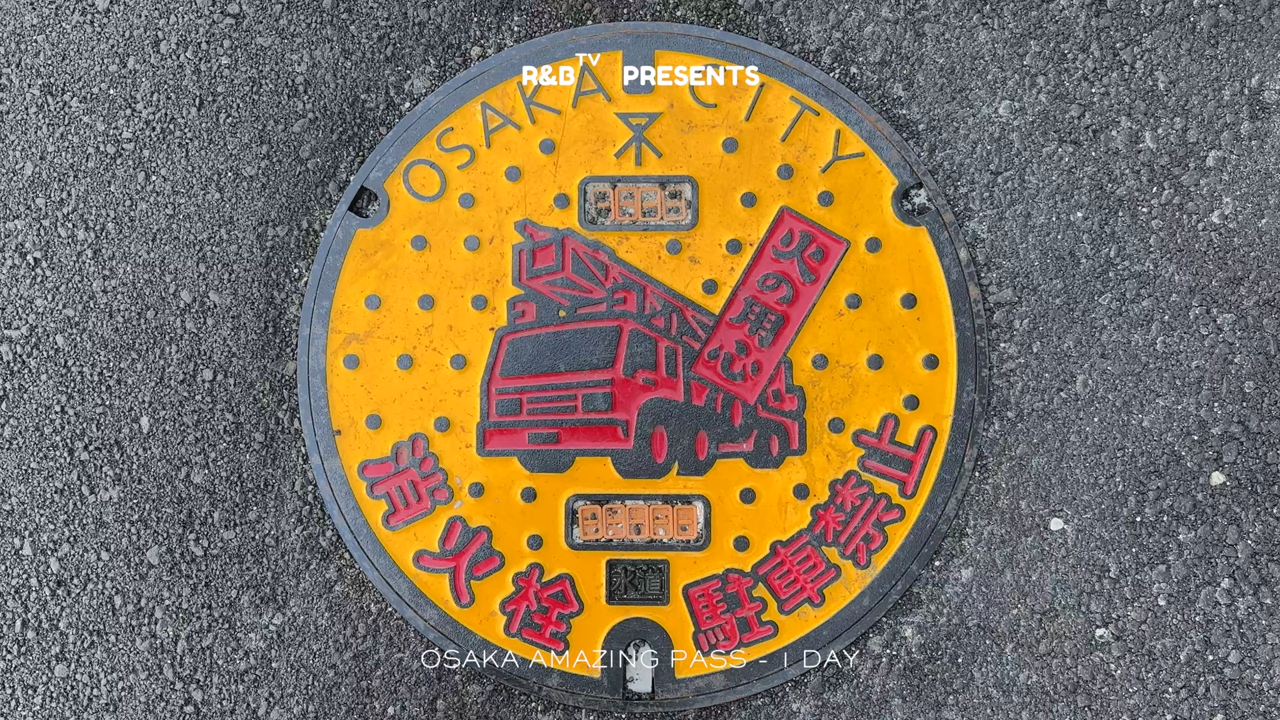 R&B TV PRESENTS
OSAKA CITY
火の用心
消火栓
駐車禁止
水道
OSAKA AMAZING PASS - 1 DAY